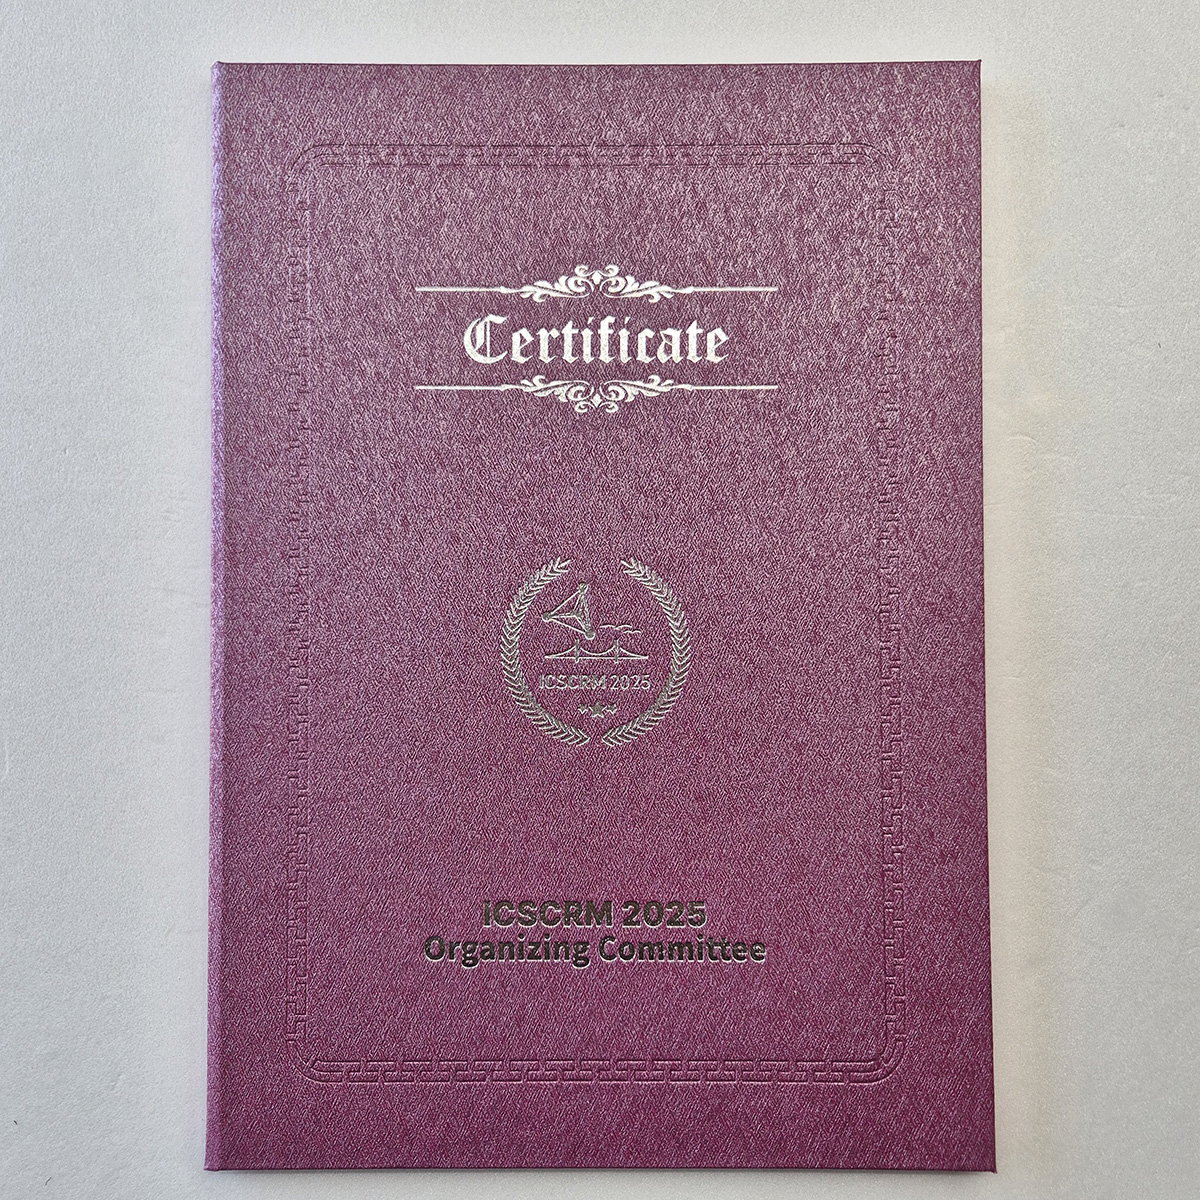 Certificate
ICSCRM 2025
ICSCRM 2025
Organizing Committee